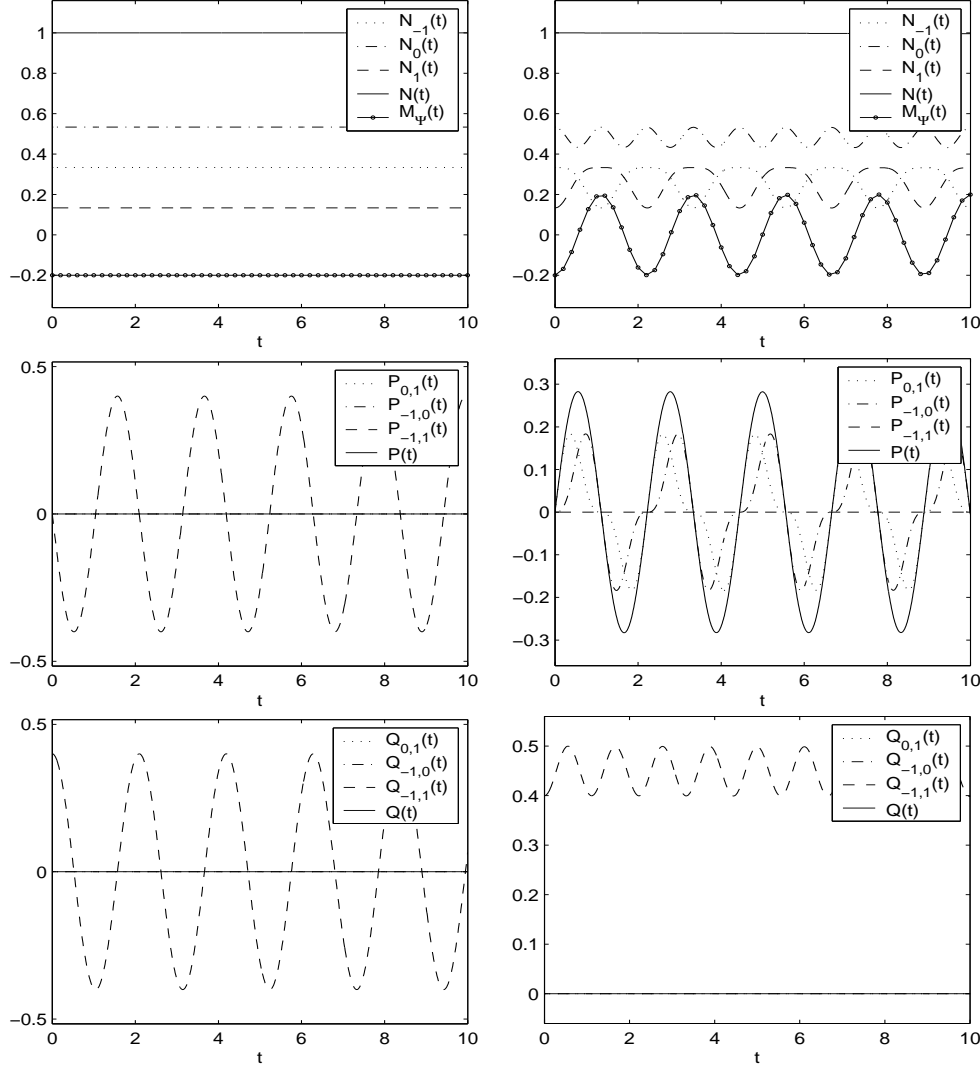 1
0.8
0.6
0.4
0.2
0
−0.2
0 2 4 6 8 10
t
N_{−1}(t)
N_0(t)
N_1(t)
N(t)
M_Ψ(t)
1
0.8
0.6
0.4
0.2
0
−0.2
0 2 4 6 8 10
t
N_{−1}(t)
N_0(t)
N_1(t)
N(t)
M_Ψ(t)
0.5
0
−0.5
0 2 4 6 8 10
t
P_{0,1}(t)
P_{−1,0}(t)
P_{−1,1}(t)
P(t)
0.3
0.2
0.1
0
−0.1
−0.2
−0.3
0 2 4 6 8 10
t
P_{0,1}(t)
P_{−1,0}(t)
P_{−1,1}(t)
P(t)
0.5
0
−0.5
0 2 4 6 8 10
t
Q_{0,1}(t)
Q_{−1,0}(t)
Q_{−1,1}(t)
Q(t)
0.5
0.4
0.3
0.2
0.1
0
0 2 4 6 8 10
t
Q_{0,1}(t)
Q_{−1,0}(t)
Q_{−1,1}(t)
Q(t)